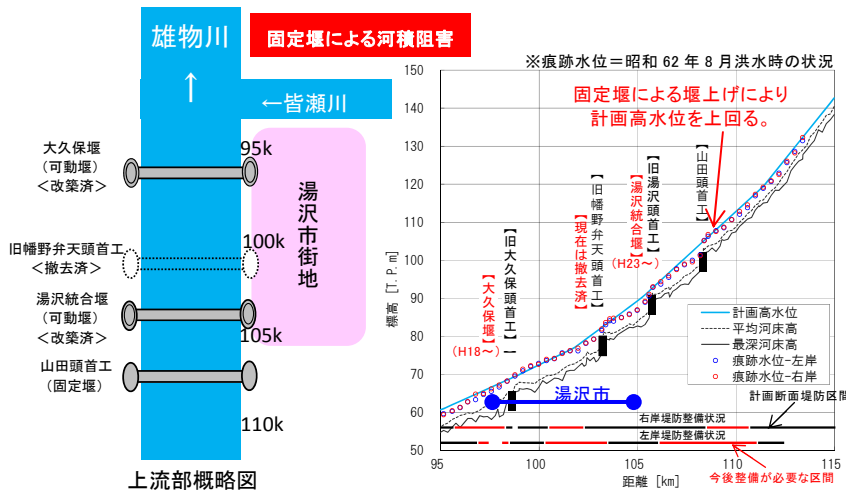 雄物川
↑
固定堰による河積阻害
←皆瀬川
大久保堰
(可動堰)
<改築済>
旧幡野弁天頭首工
<撤去済>
湯沢統合堰
(可動堰)
<改築済>
山田頭首工
(固定堰)
95k
100k
105k
110k
湯沢市街地
上流部概略図
※痕跡水位=昭和 62 年 8 月洪水時の状況
固定堰による堰上げにより
計画高水位を上回る。
【大久保堰】
(H18~)
【旧大久保頭首工】
【現在は撤去済】
【旧幡野弁天頭首工】
【湯沢統合堰】
(H23~)
【旧湯沢頭首工】
【山田頭首工】
計画高水位
平均河床高
最深河床高
痕跡水位-左岸
痕跡水位-右岸
湯沢市
計画断面堤防区間
右岸堤防整備状況
左岸堤防整備状況
今後整備が必要な区間
標高 [T.P.m]
150
140
130
120
110
100
90
80
70
60
50
95
100
105
110
115
距離 [km]